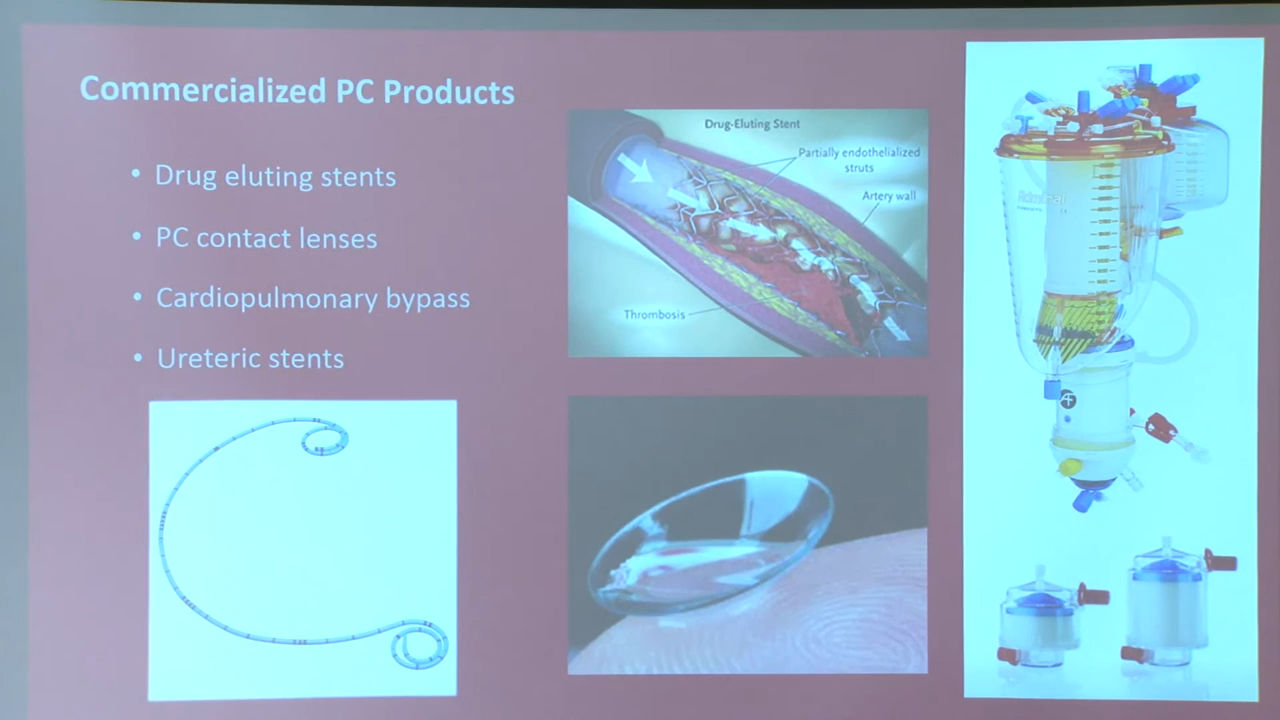 Commercialized PC Products
• Drug eluting stents
• PC contact lenses
• Cardiopulmonary bypass
• Ureteric stents
Drug-Eluting Stent
Partially endothelialized
struts
Artery wall
Thrombosis